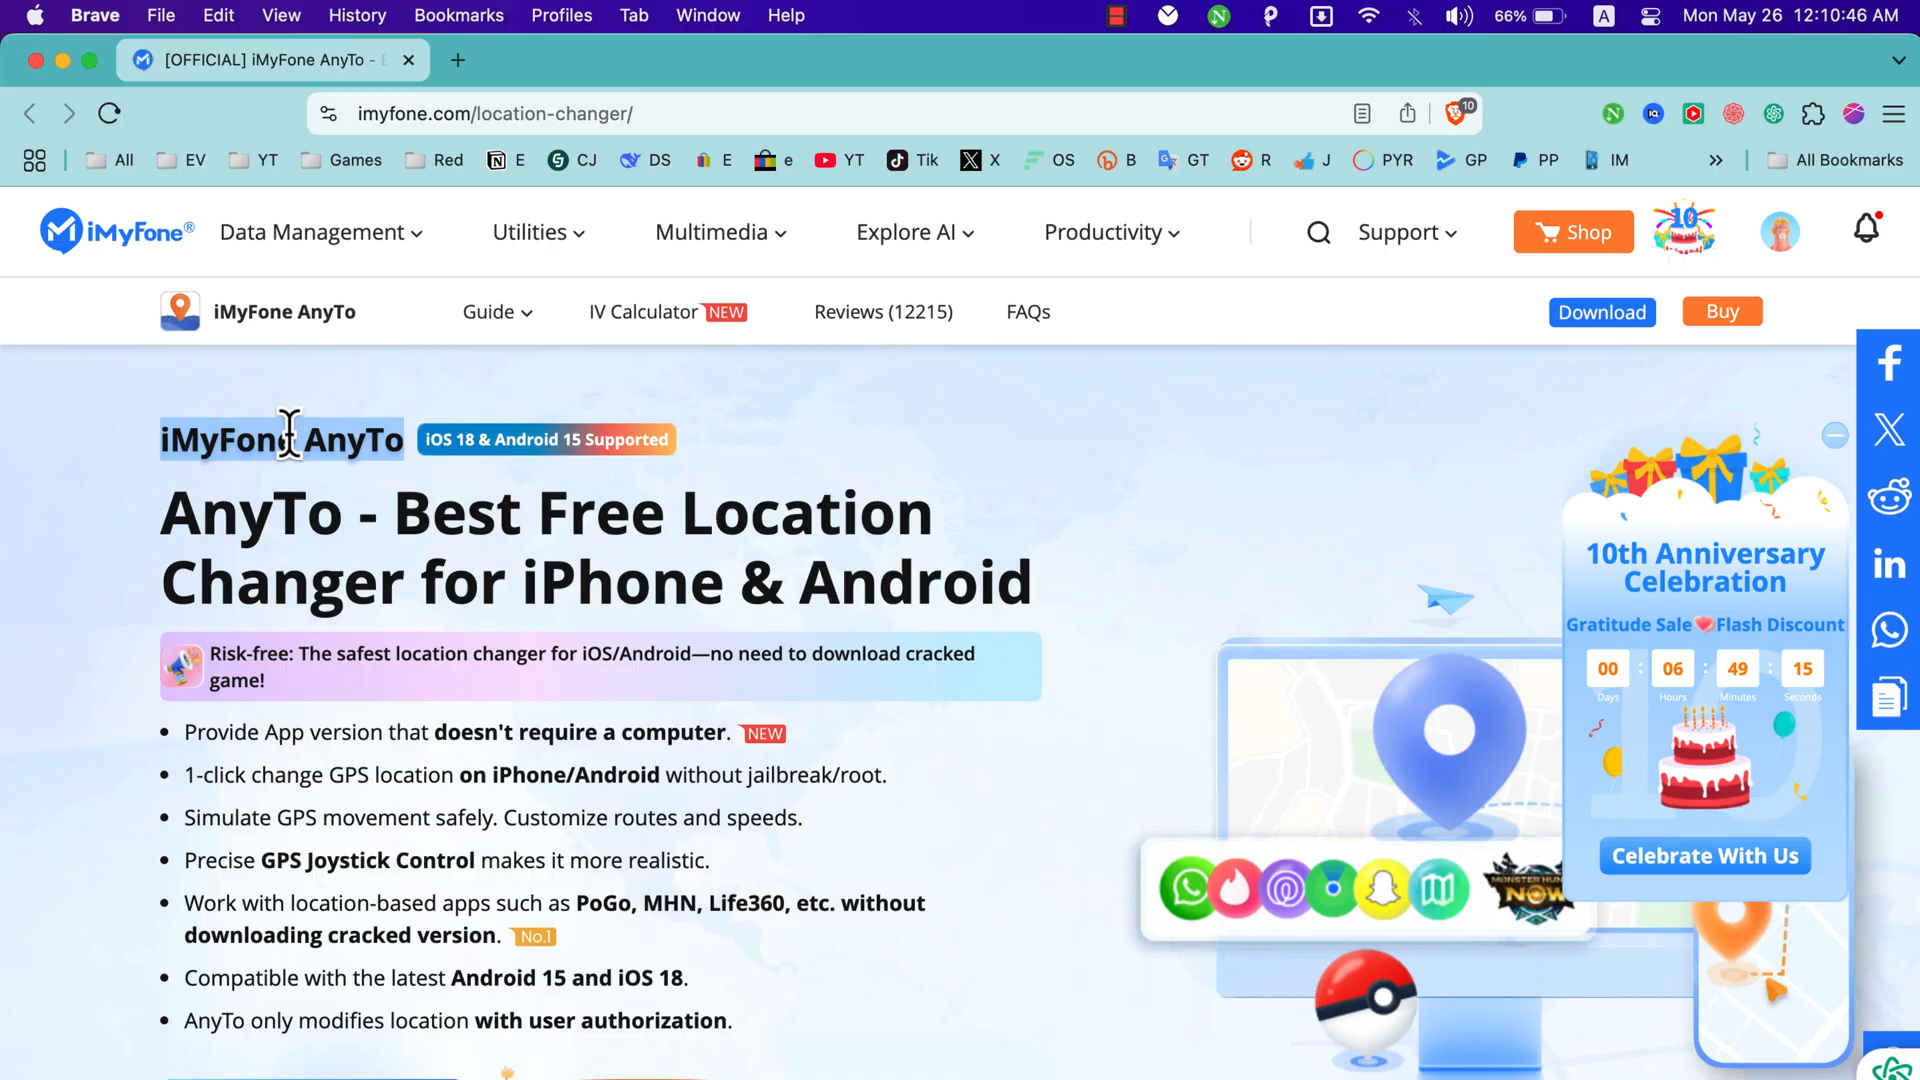 Brave File Edit View History Bookmarks Profiles Tab Window Help 66% A Mon May 26 12:10:46 AM
[OFFICIAL] iMyFone AnyTo -
imyfone.com/location-changer/ 10
All EV YT Games Red E CJ DS E e YT Tik X OS B GT R J PYR GP PP IM » All Bookmarks
iMyFone® Data Management Utilities Multimedia Explore AI Productivity Support Shop 10
iMyFone AnyTo Guide IV Calculator NEW Reviews (12215) FAQs Download Buy
iMyFone AnyTo iOS 18 & Android 15 Supported
AnyTo - Best Free Location
Changer for iPhone & Android
Risk-free: The safest location changer for iOS/Android—no need to download cracked
game!
• Provide App version that doesn't require a computer. NEW
• 1-click change GPS location on iPhone/Android without jailbreak/root.
• Simulate GPS movement safely. Customize routes and speeds.
• Precise GPS Joystick Control makes it more realistic.
• Work with location-based apps such as PoGo, MHN, Life360, etc. without
downloading cracked version. No.1
• Compatible with the latest Android 15 and iOS 18.
• AnyTo only modifies location with user authorization.
10th Anniversary
Celebration
Gratitude Sale Flash Discount
00 : 06 : 49 : 15
Days Hours Minutes Seconds
Celebrate With Us
MONSTER HUNTER
NOW